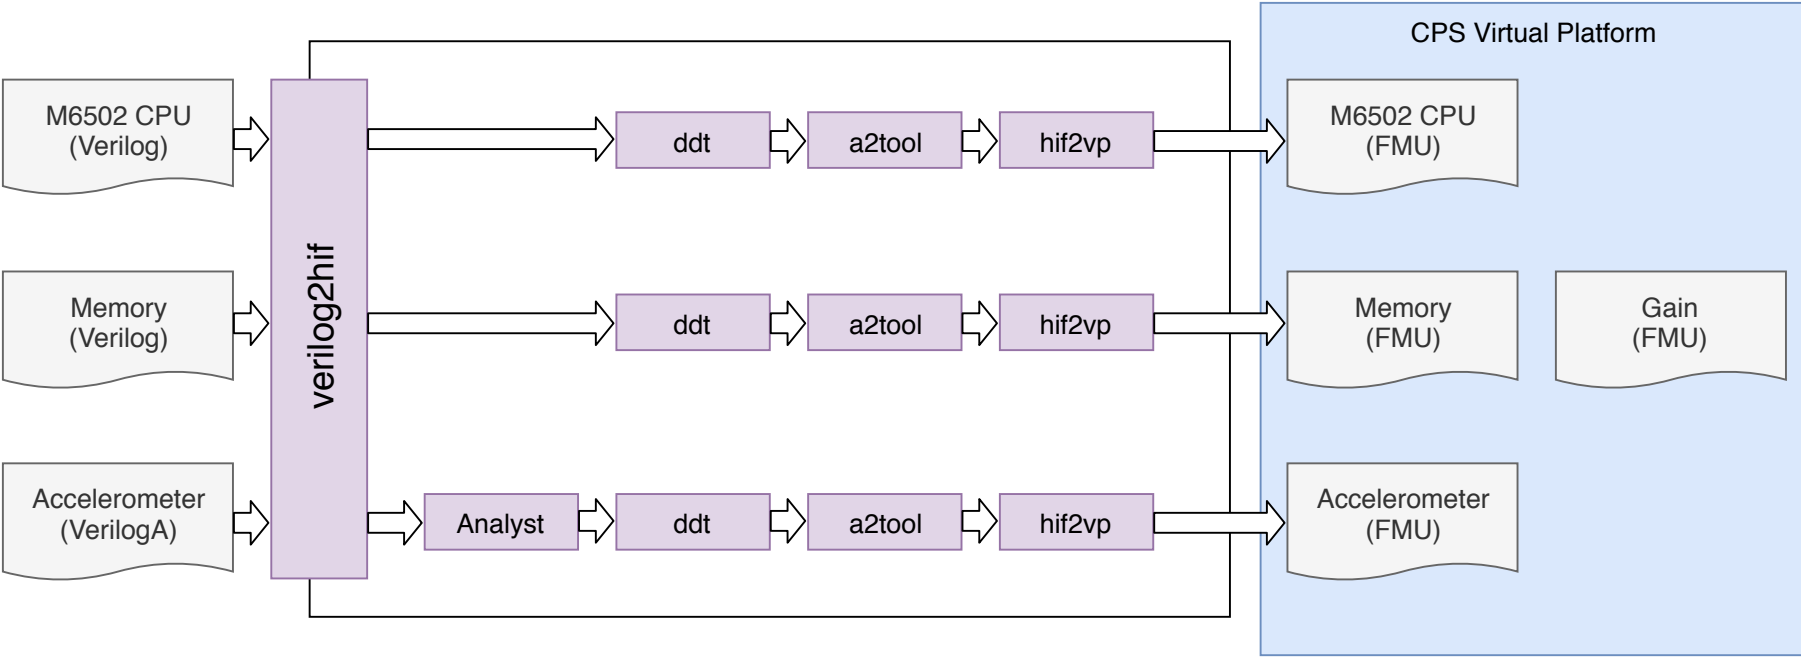 CPS Virtual Platform
M6502 CPU
(Verilog)
ddt
a2tool
hif2vp
M6502 CPU
(FMU)
verilog2hif
Memory
(Verilog)
ddt
a2tool
hif2vp
Memory
(FMU)
Gain
(FMU)
Accelerometer
(VerilogA)
Analyst
ddt
a2tool
hif2vp
Accelerometer
(FMU)